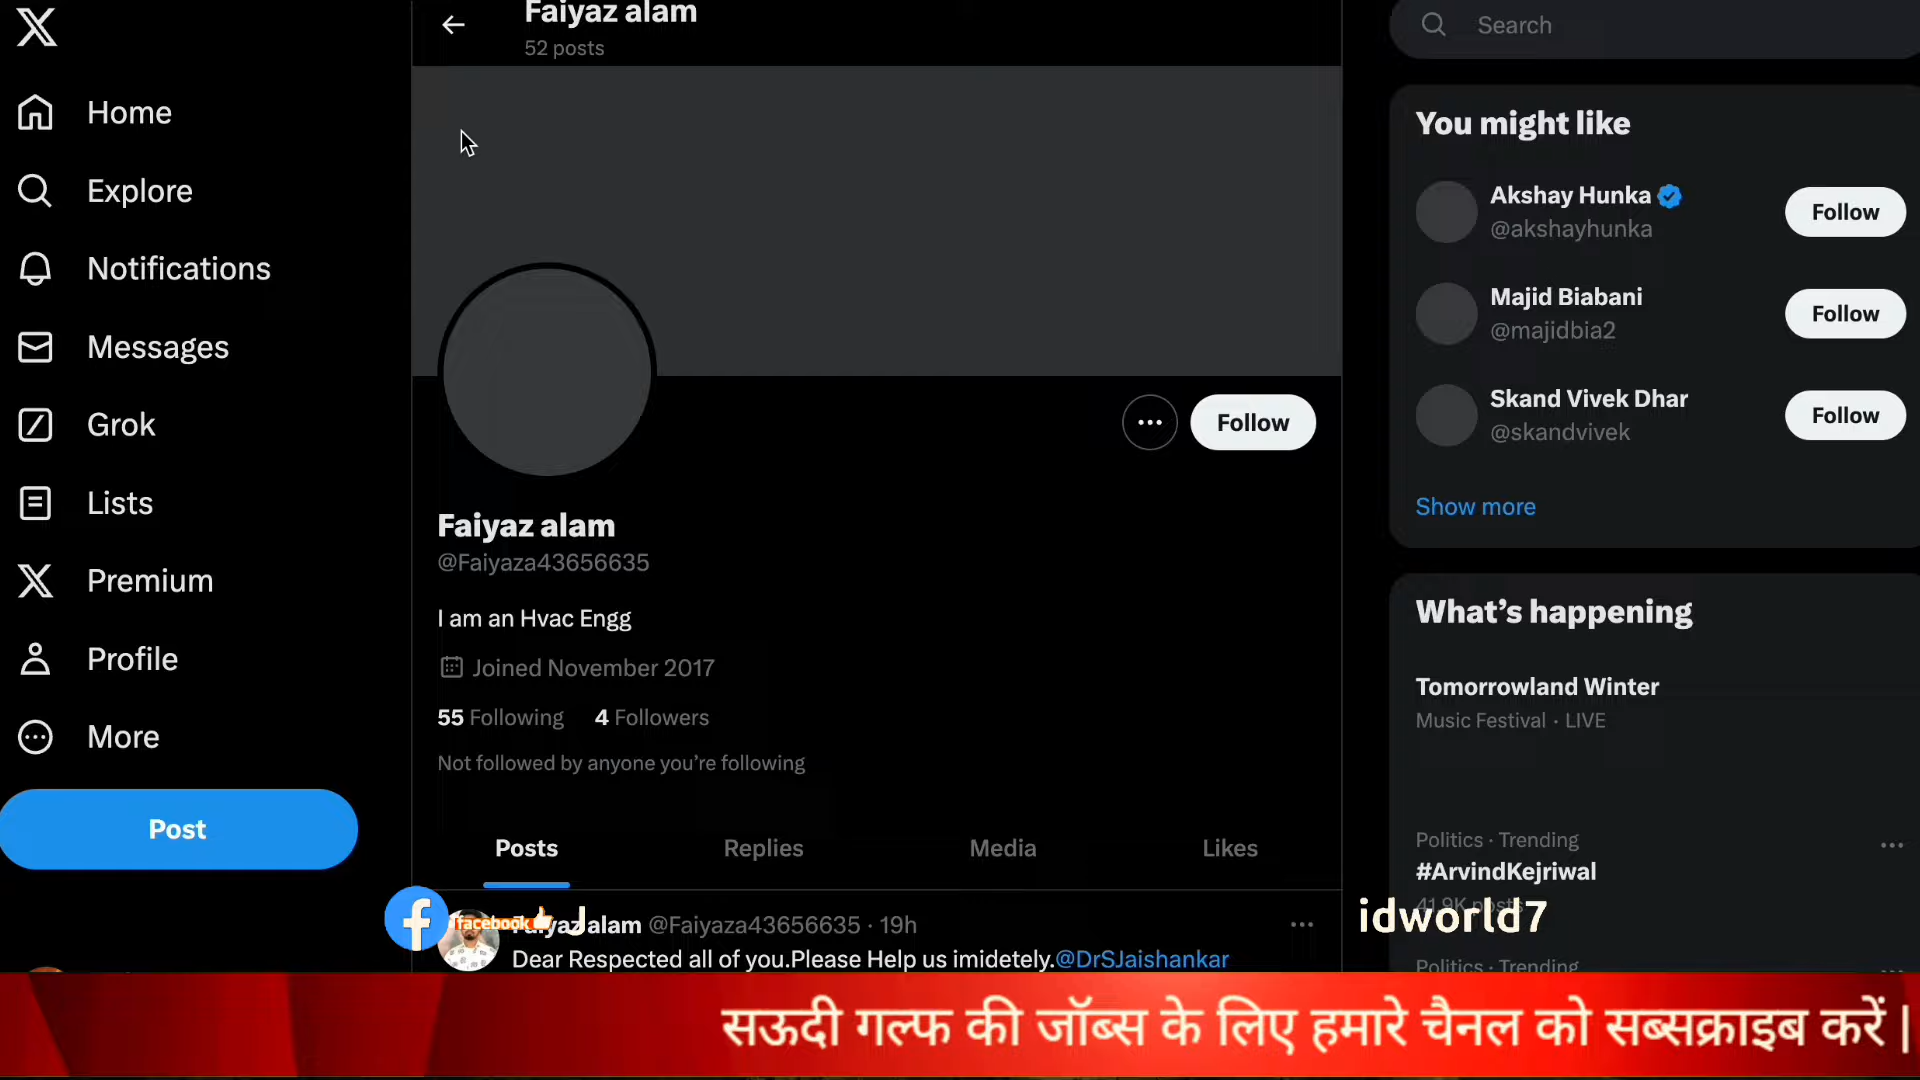 Faiyaz alam
52 posts
Home
Explore
Notifications
Messages
Grok
Lists
Premium
Profile
More
Post
Follow
Faiyaz alam
@Faiyaza43656635
I am an Hvac Engg
Joined November 2017
55 Following 4 Followers
Not followed by anyone you’re following
Posts Replies Media Likes
alam @Faiyaza43656635 · 19h
Dear Respected all of you.Please Help us imidetely.@DrSJaishankar
facebook
Search
You might like
Akshay Hunka
@akshayhunka
Follow
Majid Biabani
@majidbia2
Follow
Skand Vivek Dhar
@skandvivek
Follow
Show more
What’s happening
Tomorrowland Winter
Music Festival · LIVE
Politics · Trending
#ArvindKejriwal
41.9K posts
idworld7
Politics · Trending
सऊदी गल्फ की जॉब्स के लिए हमारे चैनल को सब्सक्राइब करें |